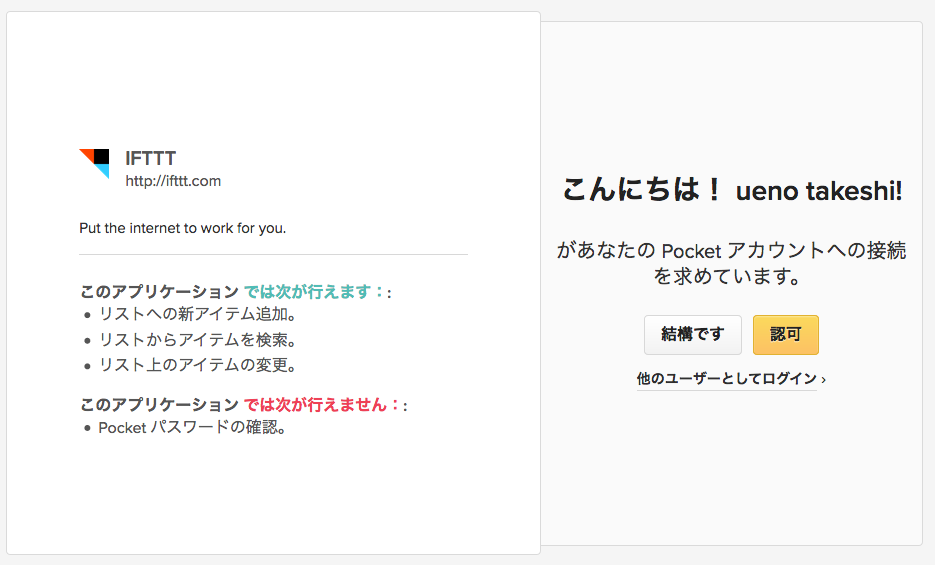 IFTTT
http://ifttt.com
Put the internet to work for you.
このアプリケーション では次が行えます：:
• リストへの新アイテム追加。
• リストからアイテムを検索。
• リスト上のアイテムの変更。
このアプリケーション では次が行えません：:
• Pocket パスワードの確認。
こんにちは！ ueno takeshi!
があなたの Pocket アカウントへの接続
を求めています。
結構です
認可
他のユーザーとしてログイン ›